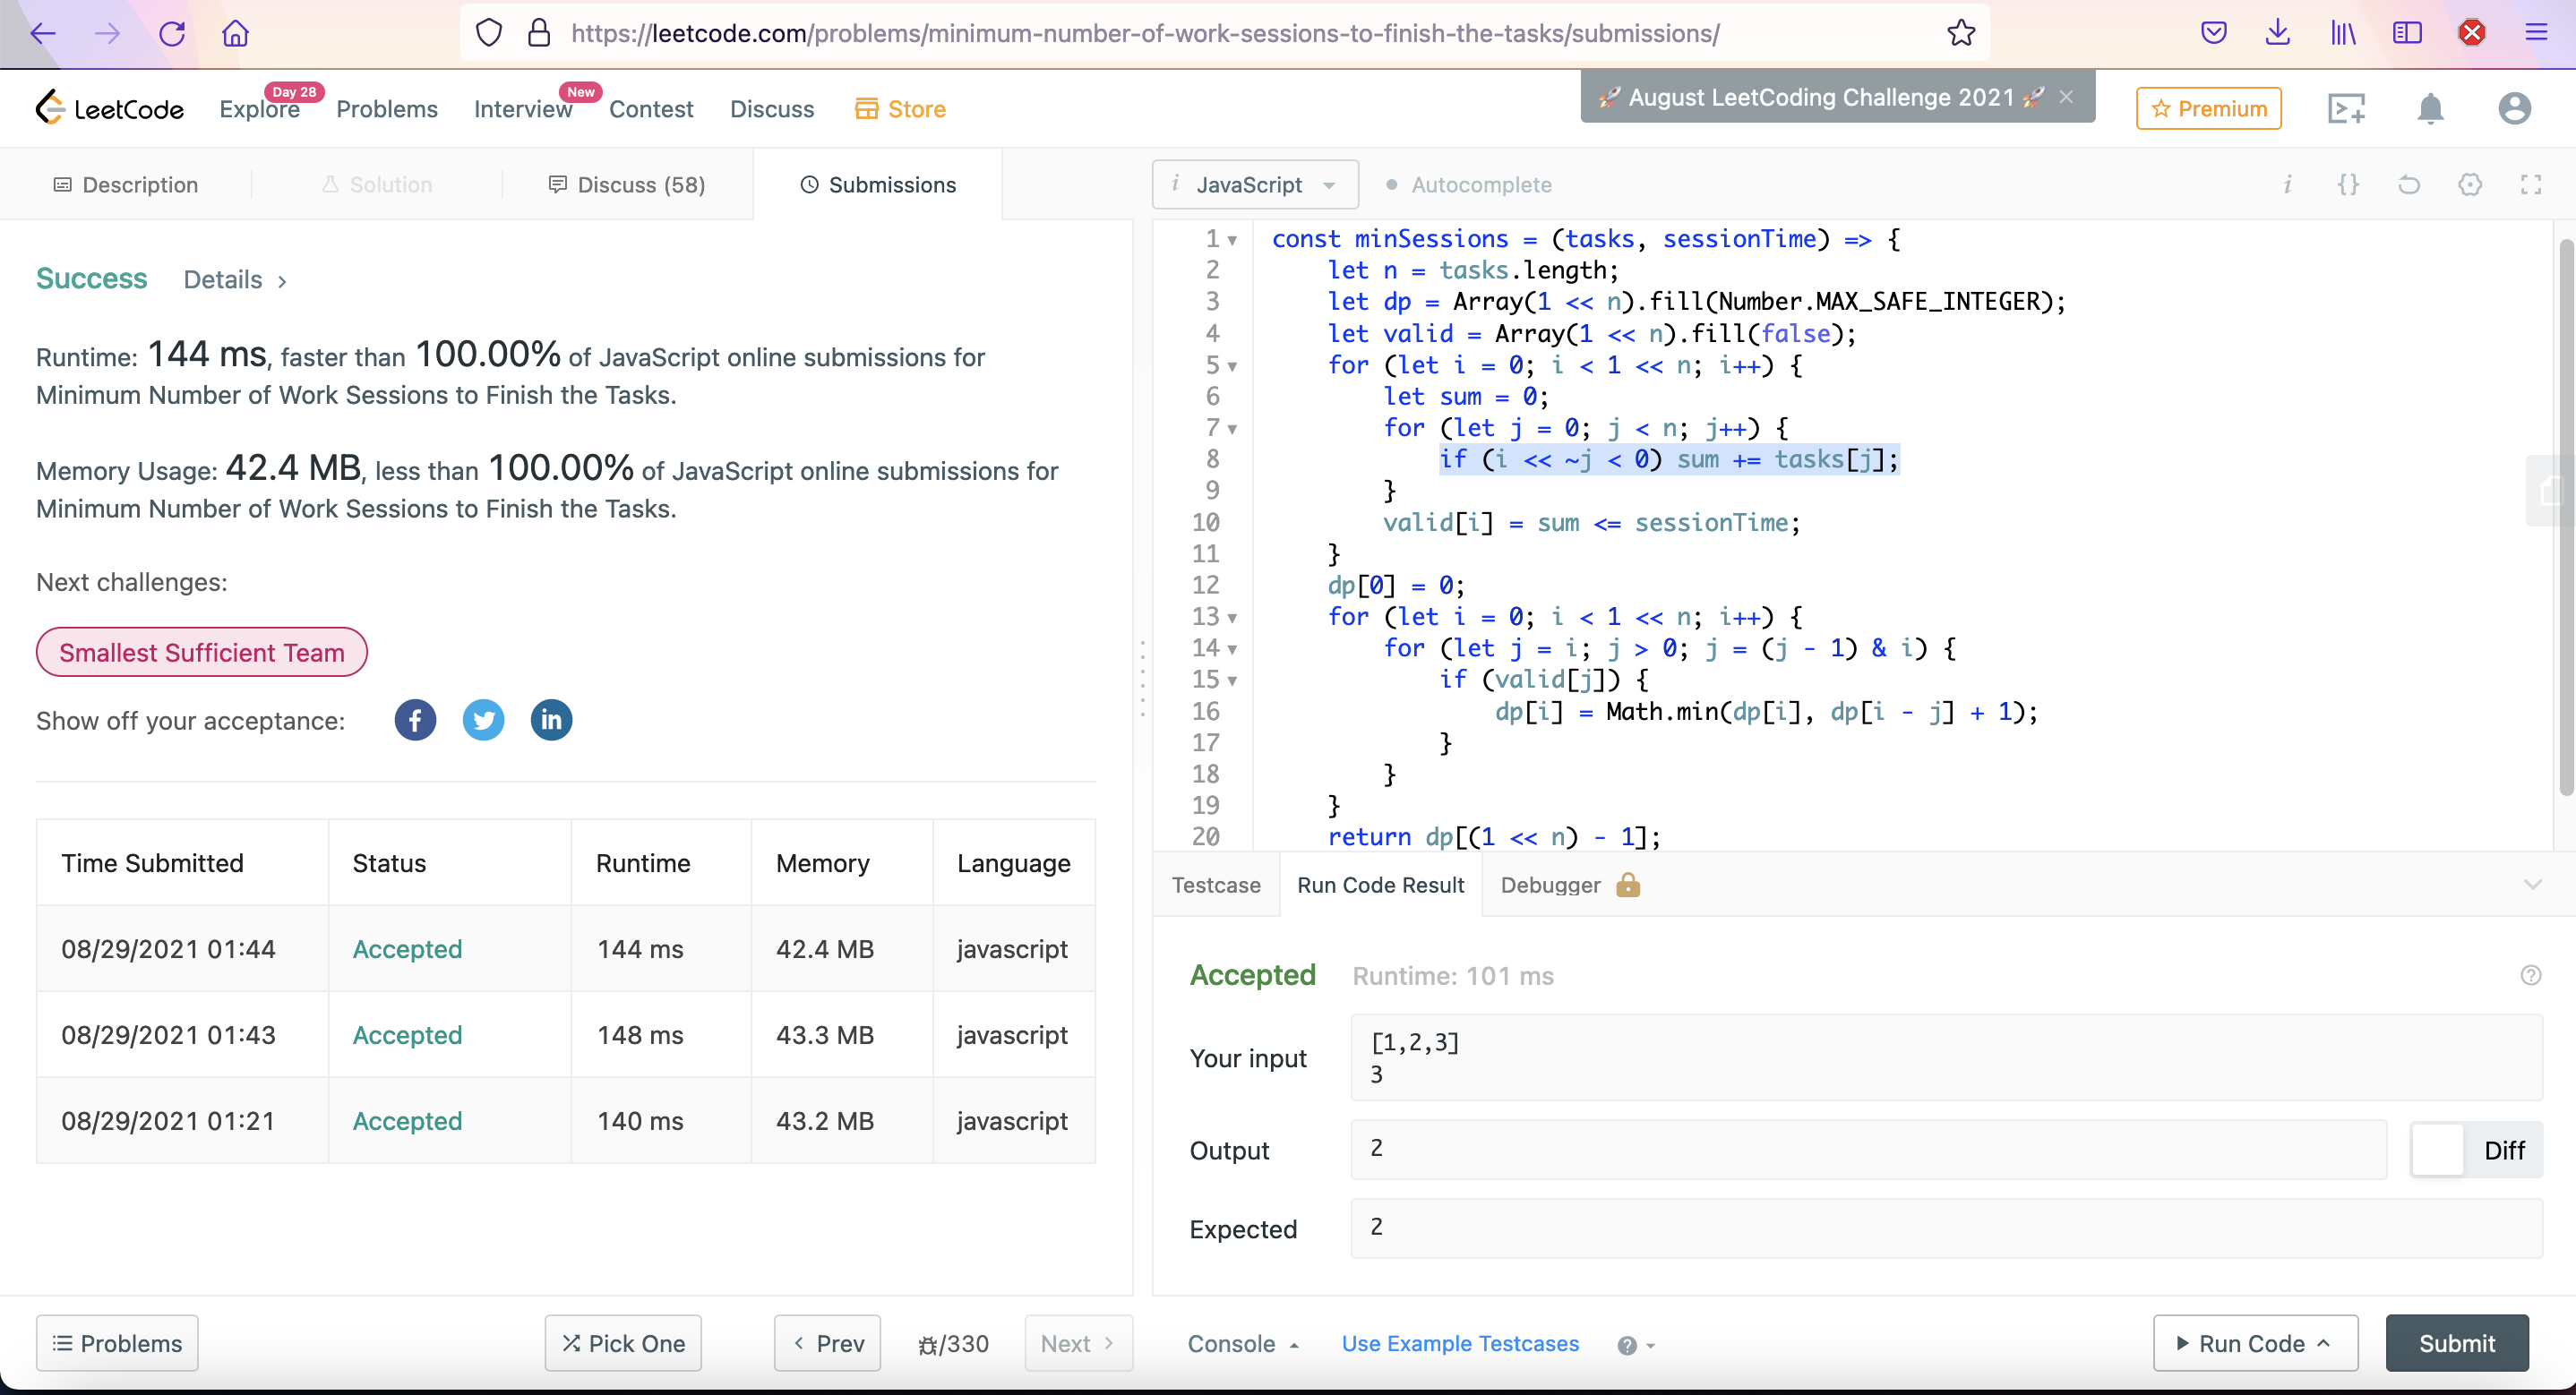 https://leetcode.com/problems/minimum-number-of-work-sessions-to-finish-the-tasks/submissions/
LeetCode
Explore
Day 28
Problems
Interview
New
Contest
Discuss
Store
🚀 August LeetCoding Challenge 2021 🚀 ×
Premium
Description
Solution
Discuss (58)
Submissions
Success Details >
Runtime: 144 ms, faster than 100.00% of JavaScript online submissions for
Minimum Number of Work Sessions to Finish the Tasks.
Memory Usage: 42.4 MB, less than 100.00% of JavaScript online submissions for
Minimum Number of Work Sessions to Finish the Tasks.
Next challenges:
Smallest Sufficient Team
Show off your acceptance:
f
in
Time Submitted Status Runtime Memory Language
08/29/2021 01:44 Accepted 144 ms 42.4 MB javascript
08/29/2021 01:43 Accepted 148 ms 43.3 MB javascript
08/29/2021 01:21 Accepted 140 ms 43.2 MB javascript
Problems
Pick One
< Prev
/330
Next >
i JavaScript
Autocomplete
i {}
1 const minSessions = (tasks, sessionTime) => {
2 let n = tasks.length;
3 let dp = Array(1 << n).fill(Number.MAX_SAFE_INTEGER);
4 let valid = Array(1 << n).fill(false);
5 for (let i = 0; i < 1 << n; i++) {
6 let sum = 0;
7 for (let j = 0; j < n; j++) {
8 if (i << ~j < 0) sum += tasks[j];
9 }
10 valid[i] = sum <= sessionTime;
11 }
12 dp[0] = 0;
13 for (let i = 0; i < 1 << n; i++) {
14 for (let j = i; j > 0; j = (j - 1) & i) {
15 if (valid[j]) {
16 dp[i] = Math.min(dp[i], dp[i - j] + 1);
17 }
18 }
19 }
20 return dp[(1 << n) - 1];
Testcase
Run Code Result
Debugger
Accepted Runtime: 101 ms
?
Your input
[1,2,3]
3
Output
2
Diff
Expected
2
Console
Use Example Testcases
?
Run Code
Submit